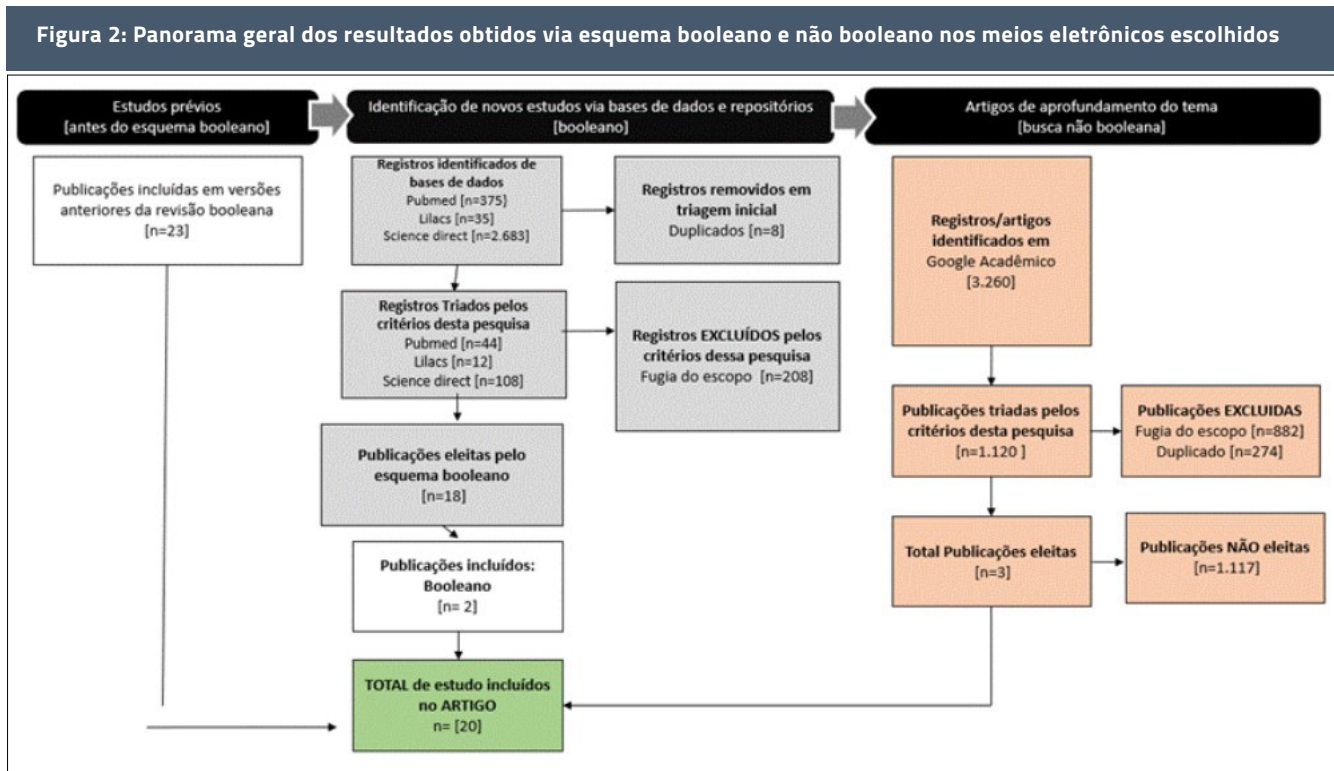 Figura 2: Panorama geral dos resultados obtidos via esquema booleano e não booleano nos meios eletrônicos escolhidos
Estudos prévios
[antes do esquema booleano]
Identificação de novos estudos via bases de dados e repositórios
[booleano]
Artigos de aprofundamento do tema
[busca não booleana]
Publicações incluídas em versões
anteriores da revisão booleana
[n=23]
Registros identificados de
bases de dados
Pubmed [n=375}
Lilacs [n=35]
Science direct [n=2.683]
Registros removidos em
triagem inicial
Duplicados [n=8]
Registros Triados pelos
critérios desta pesquisa
Pubmed [n=44]
Lilacs [n=12]
Science direct [n=108]
Registros EXCLUÍDOS pelos
critérios dessa pesquisa
Fugia do escopo [n=208]
Publicações eleitas pelo
esquema booleano
[n=18]
Publicações incluídos:
Booleano
[n= 2]
TOTAL de estudo incluídos
no ARTIGO
n= [20]
Registros/artigos
identificados em
Google Acadêmico
[3.260]
Publicações triadas pelos
critérios desta pesquisa
[n=1.120 ]
Publicações EXCLUIDAS
Fugia do escopo [n=882]
Duplicado [n=274]
Total Publicações eleitas
[n=3]
Publicações NÃO eleitas
[n=1.117]